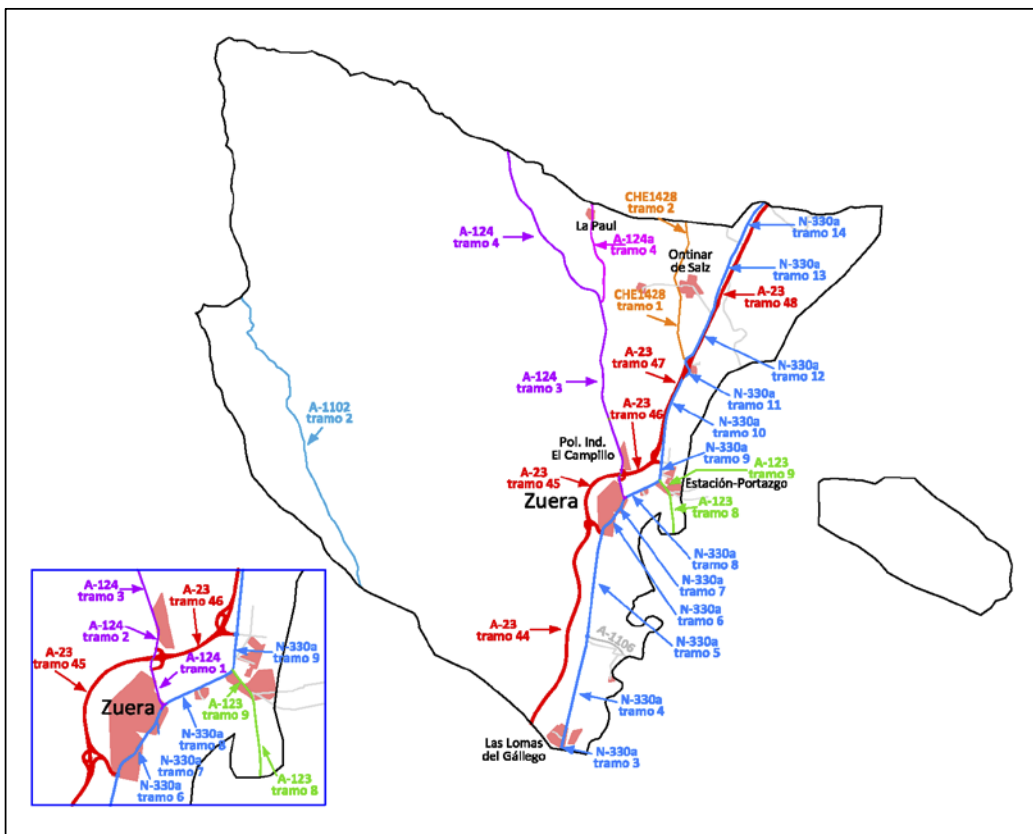 CHE1428
tramo 2
La Paul
N-330a
tramo 14
A-124
tramo 4
A-124a
tramo 4
Ontinar
de Salz
N-330a
tramo 13
A-23
tramo 48
CHE1428
tramo 1
A-23
tramo 47
N-330a
tramo 12
A-124
tramo 3
N-330a
tramo 11
A-1102
tramo 2
A-23
tramo 46
N-330a
tramo 10
Pol. Ind.
El Campillo
N-330a
tramo 9
A-123
tramo 9
A-23
tramo 45
Estación-Portazgo
Zuera
A-123
tramo 8
N-330a
tramo 8
N-330a
tramo 7
N-330a
tramo 6
A-23
tramo 44
N-330a
tramo 5
A-1106
N-330a
tramo 4
Las Lomas
del Gállego
N-330a
tramo 3
A-124
tramo 3
A-23
tramo 46
A-124
tramo 2
A-23
tramo 45
A-124
tramo 1
N-330a
tramo 9
Zuera
A-123
tramo 9
N-330a
tramo 8
N-330a
tramo 7
N-330a
tramo 6
A-123
tramo 8